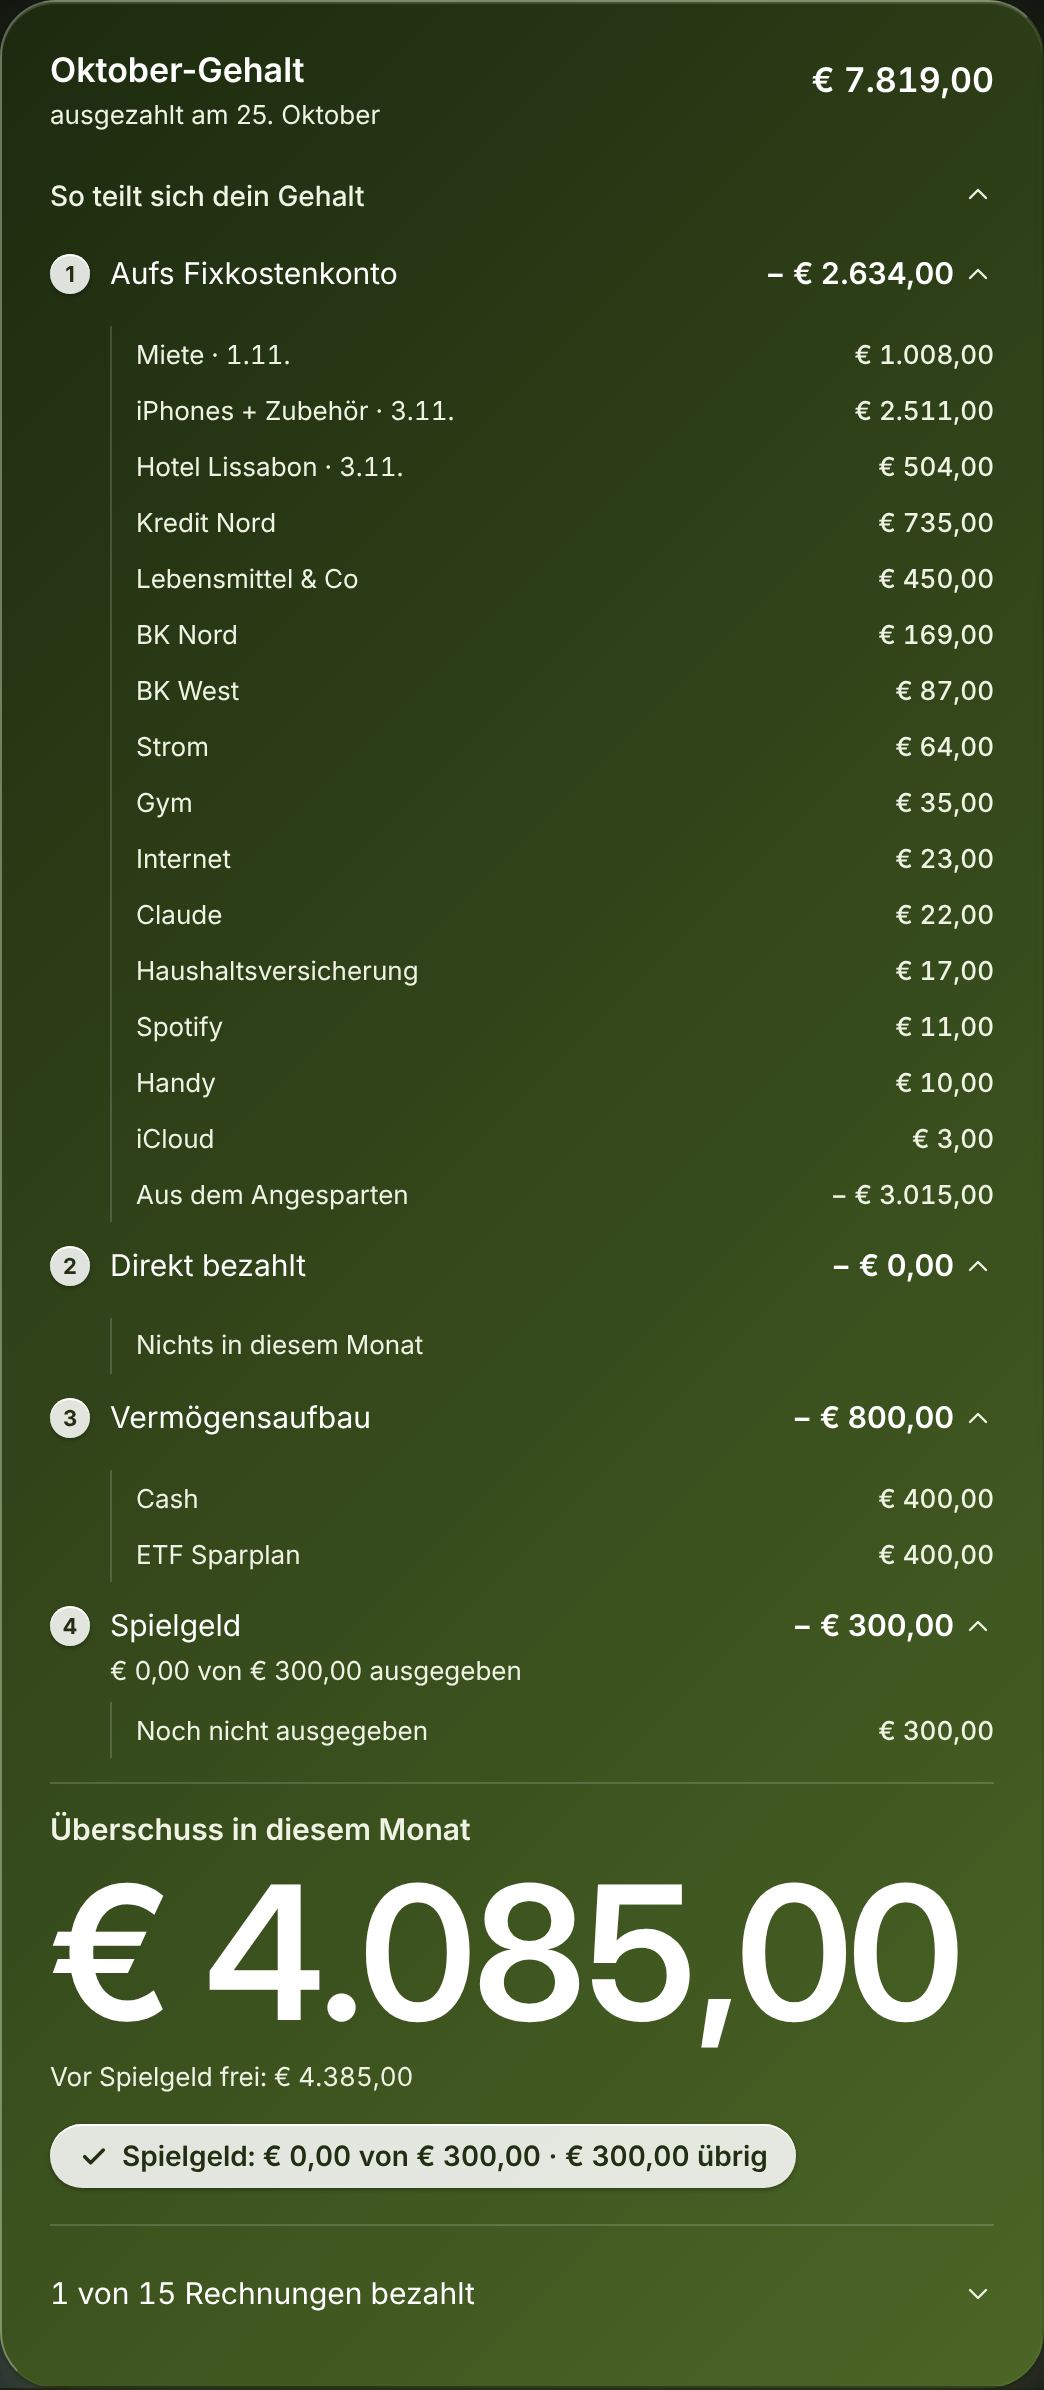 Oktober-Gehalt
€ 7.819,00
ausgezahlt am 25. Oktober
So teilt sich dein Gehalt
1 Aufs Fixkostenkonto – € 2.634,00
Miete · 1.11. € 1.008,00
iPhones + Zubehör · 3.11. € 2.511,00
Hotel Lissabon · 3.11. € 504,00
Kredit Nord € 735,00
Lebensmittel & Co € 450,00
BK Nord € 169,00
BK West € 87,00
Strom € 64,00
Gym € 35,00
Internet € 23,00
Claude € 22,00
Haushaltsversicherung € 17,00
Spotify € 11,00
Handy € 10,00
iCloud € 3,00
Aus dem Angesparten – € 3.015,00
2 Direkt bezahlt – € 0,00
Nichts in diesem Monat
3 Vermögensaufbau – € 800,00
Cash € 400,00
ETF Sparplan € 400,00
4 Spielgeld – € 300,00
€ 0,00 von € 300,00 ausgegeben
Noch nicht ausgegeben € 300,00
Überschuss in diesem Monat
€ 4.085,00
Vor Spielgeld frei: € 4.385,00
Spielgeld: € 0,00 von € 300,00 · € 300,00 übrig
1 von 15 Rechnungen bezahlt